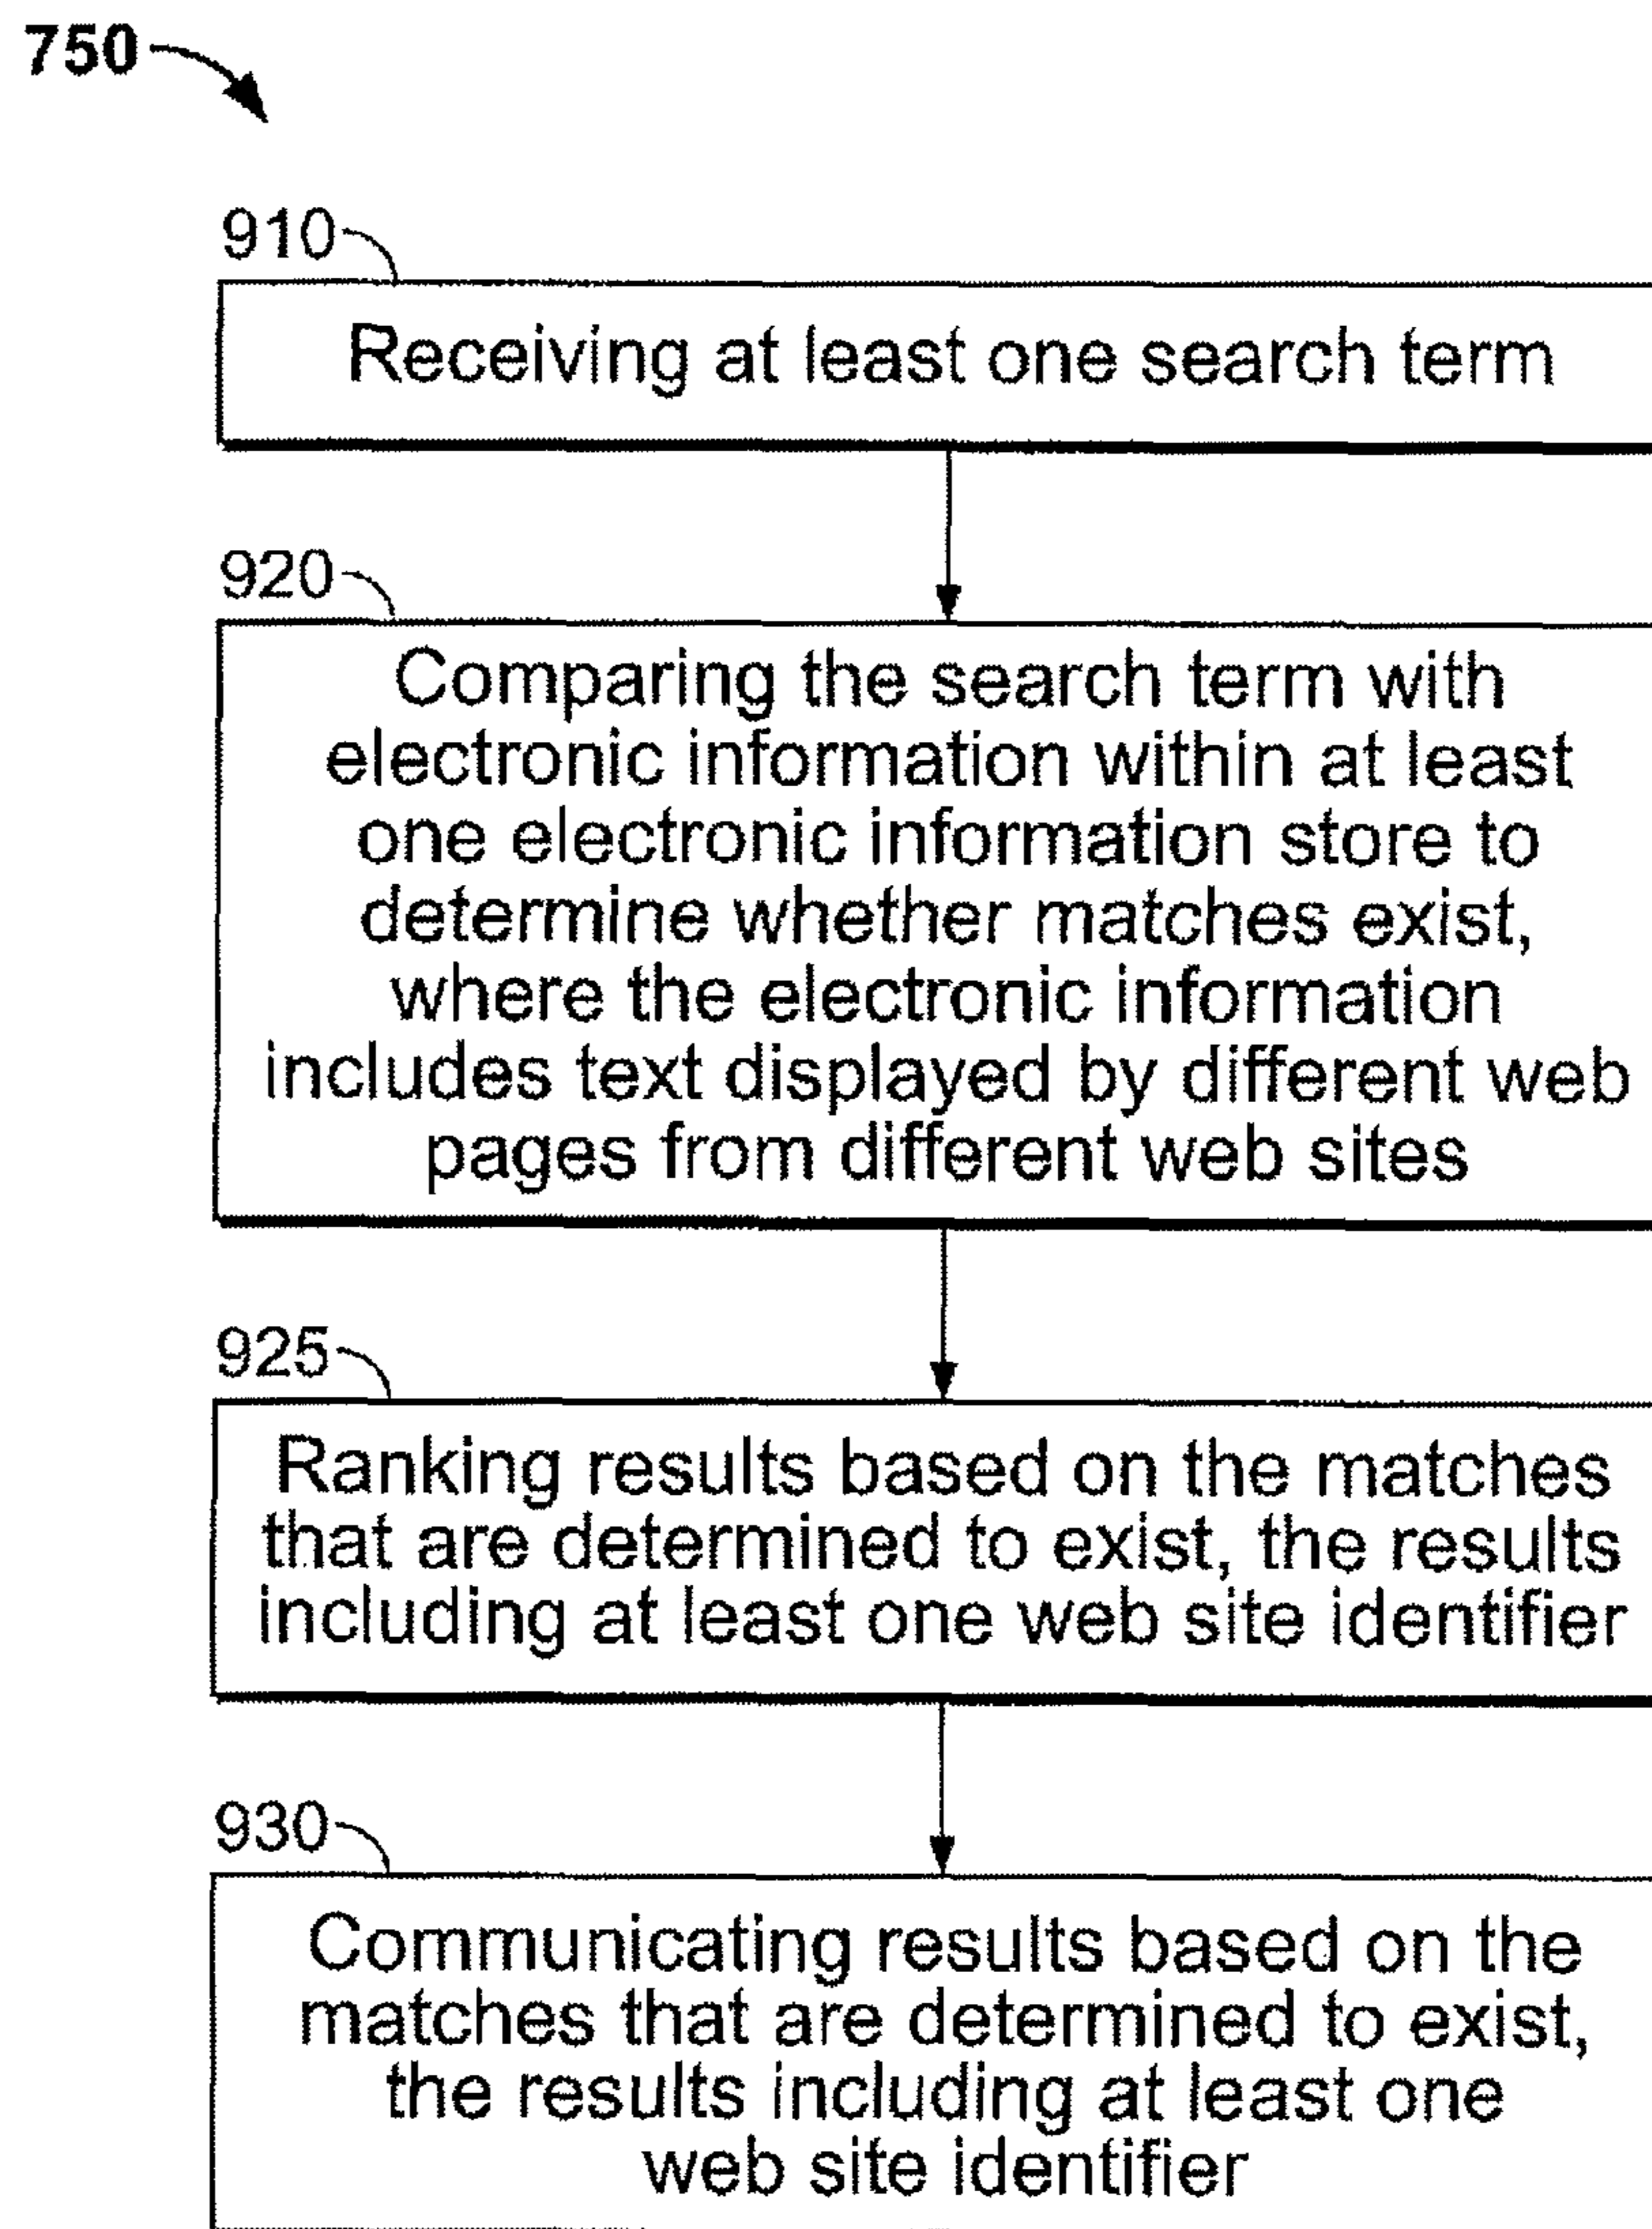 750
910
Receiving at least one search term
920
Comparing the search term with
electronic information within at least
one electronic information store to
determine whether matches exist,
where the electronic information
includes text displayed by different web
pages from different web sites
925
Ranking results based on the matches
that are determined to exist, the results
including at least one web site identifier
930
Communicating results based on the
matches that are determined to exist,
the results including at least one
web site identifier